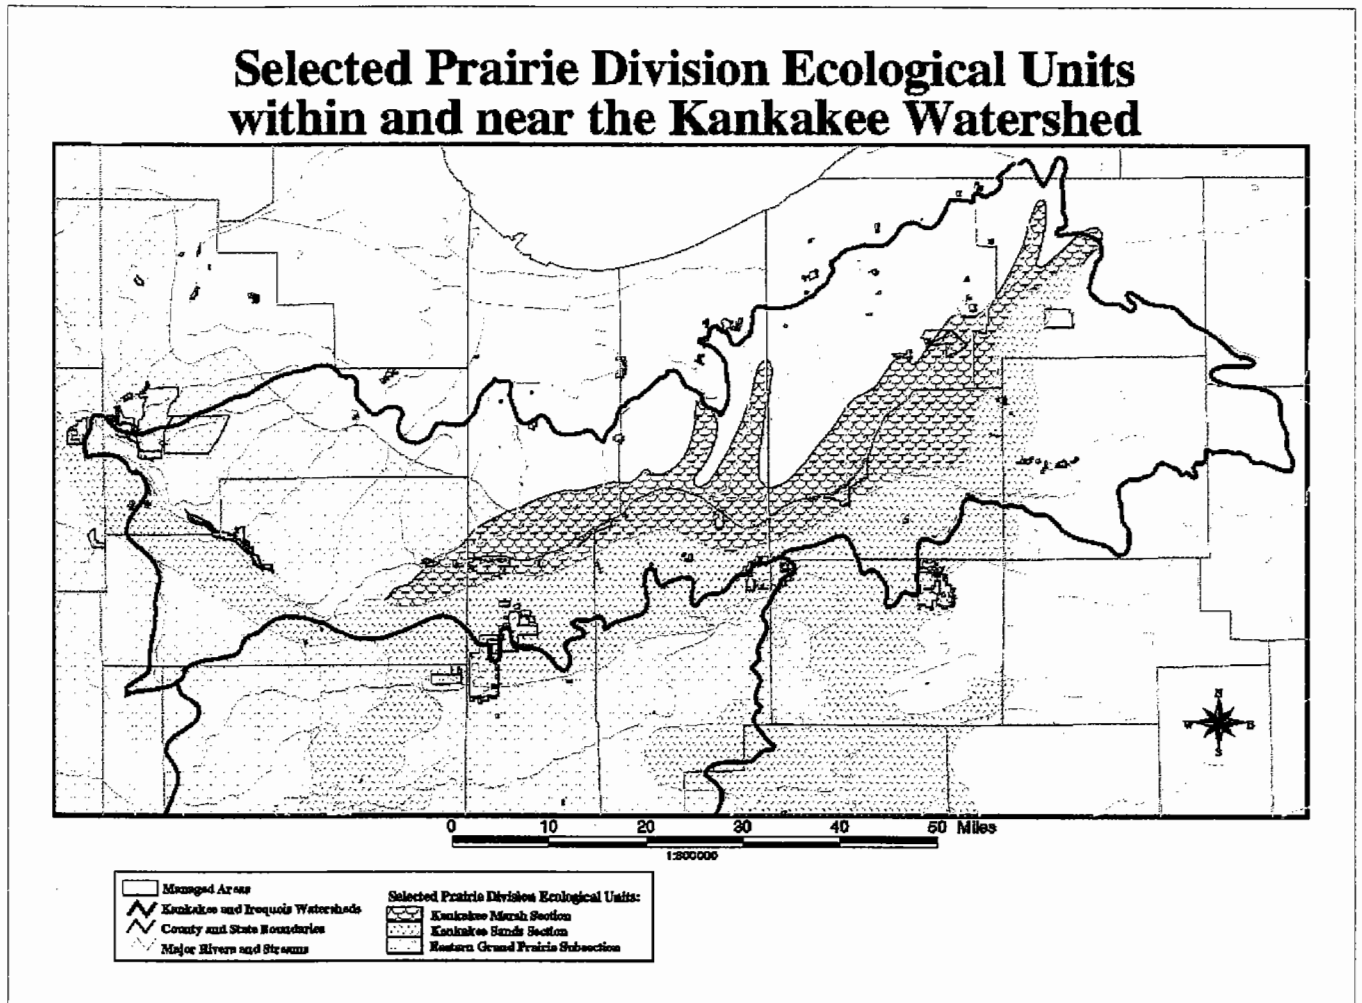 Selected Prairie Division Ecological Units
within and near the Kankakee Watershed
N
W
S
0 10 20 30 40 50 Miles
1:800000
Managed Areas
Kankakee and Iroquois Watersheds
County and State Boundaries
Major Rivers and Streams
Selected Prairie Division Ecological Units:
Kankakee Marsh Section
Kankakee Sands Section
Eastern Grand Prairie Subsection